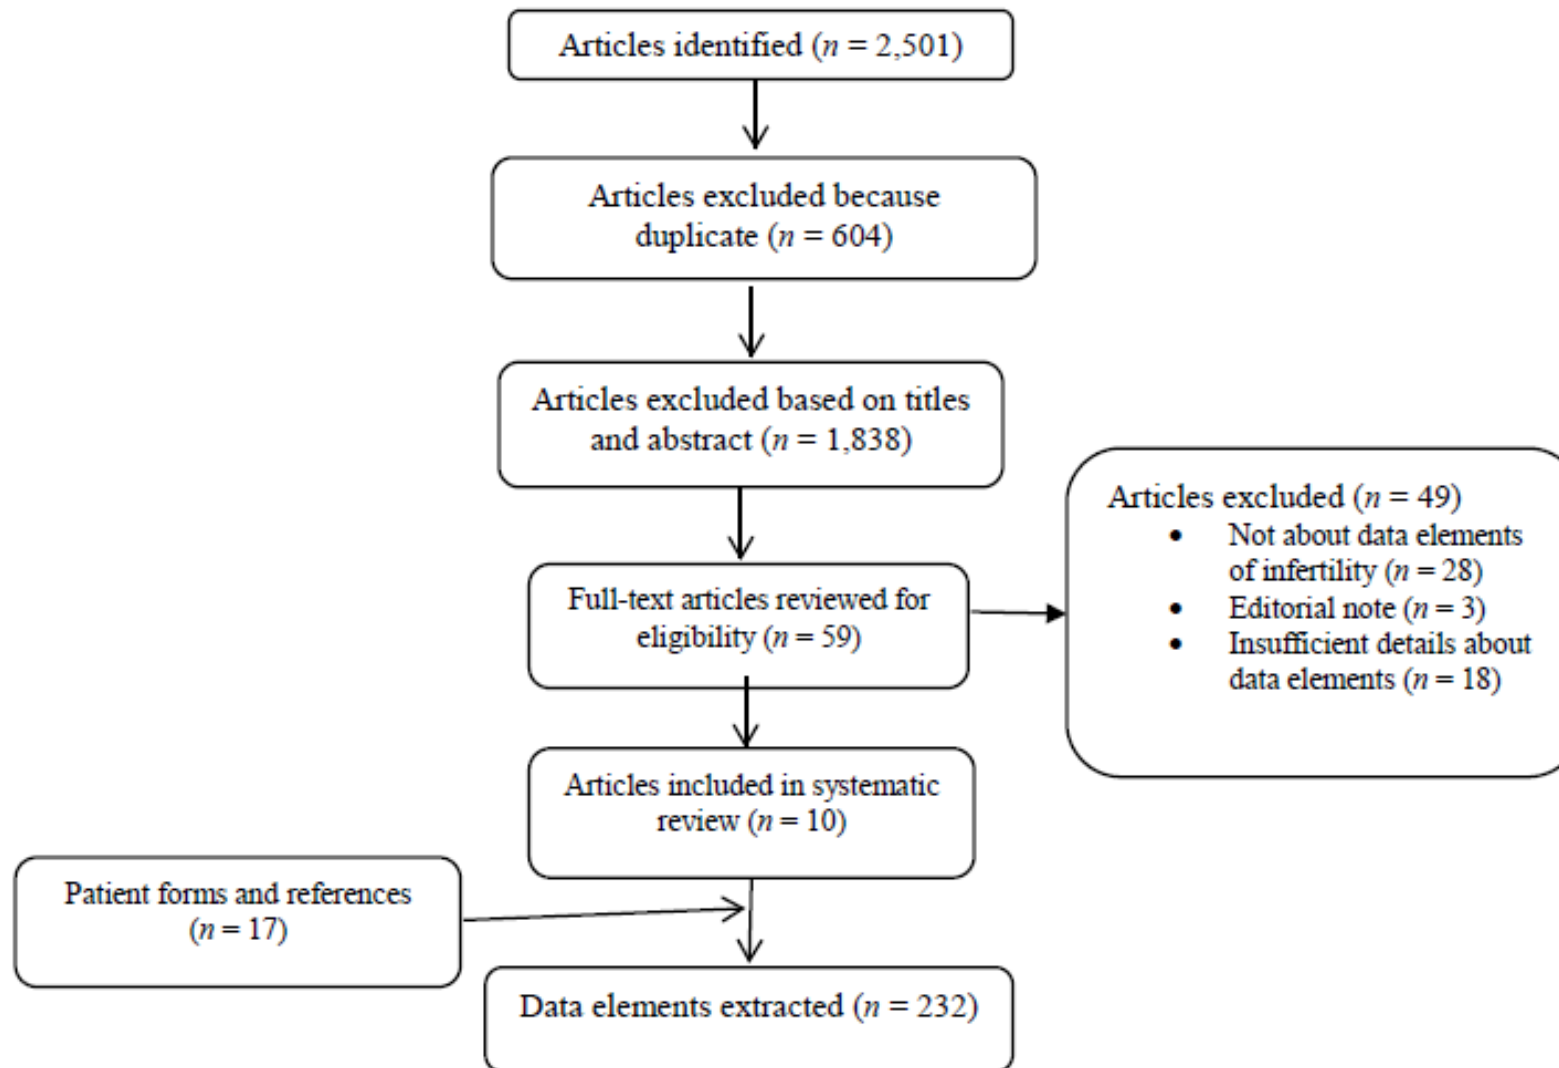 Articles identified (n = 2,501)
Articles excluded because
duplicate (n = 604)
Articles excluded based on titles
and abstract (n = 1,838)
Articles excluded (n = 49)
• Not about data elements
of infertility (n = 28)
• Editorial note (n = 3)
• Insufficient details about
data elements (n = 18)
Full-text articles reviewed for
eligibility (n = 59)
Articles included in systematic
review (n = 10)
Patient forms and references
(n = 17)
Data elements extracted (n = 232)